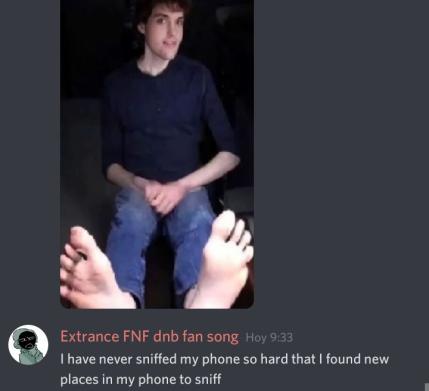 Extrance FNF dnb fan song Hoy 9:33
I have never sniffed my phone so hard that I found new
places in my phone to sniff